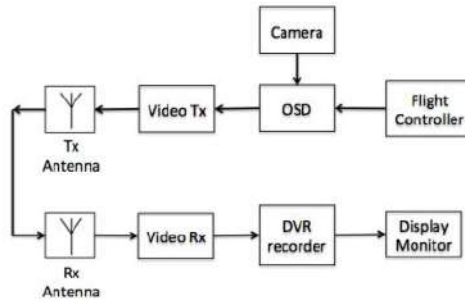 Camera
Video Tx
OSD
Flight
Controller
Tx
Antenna
Video Rx
DVR
recorder
Display
Monitor
Rx
Antenna